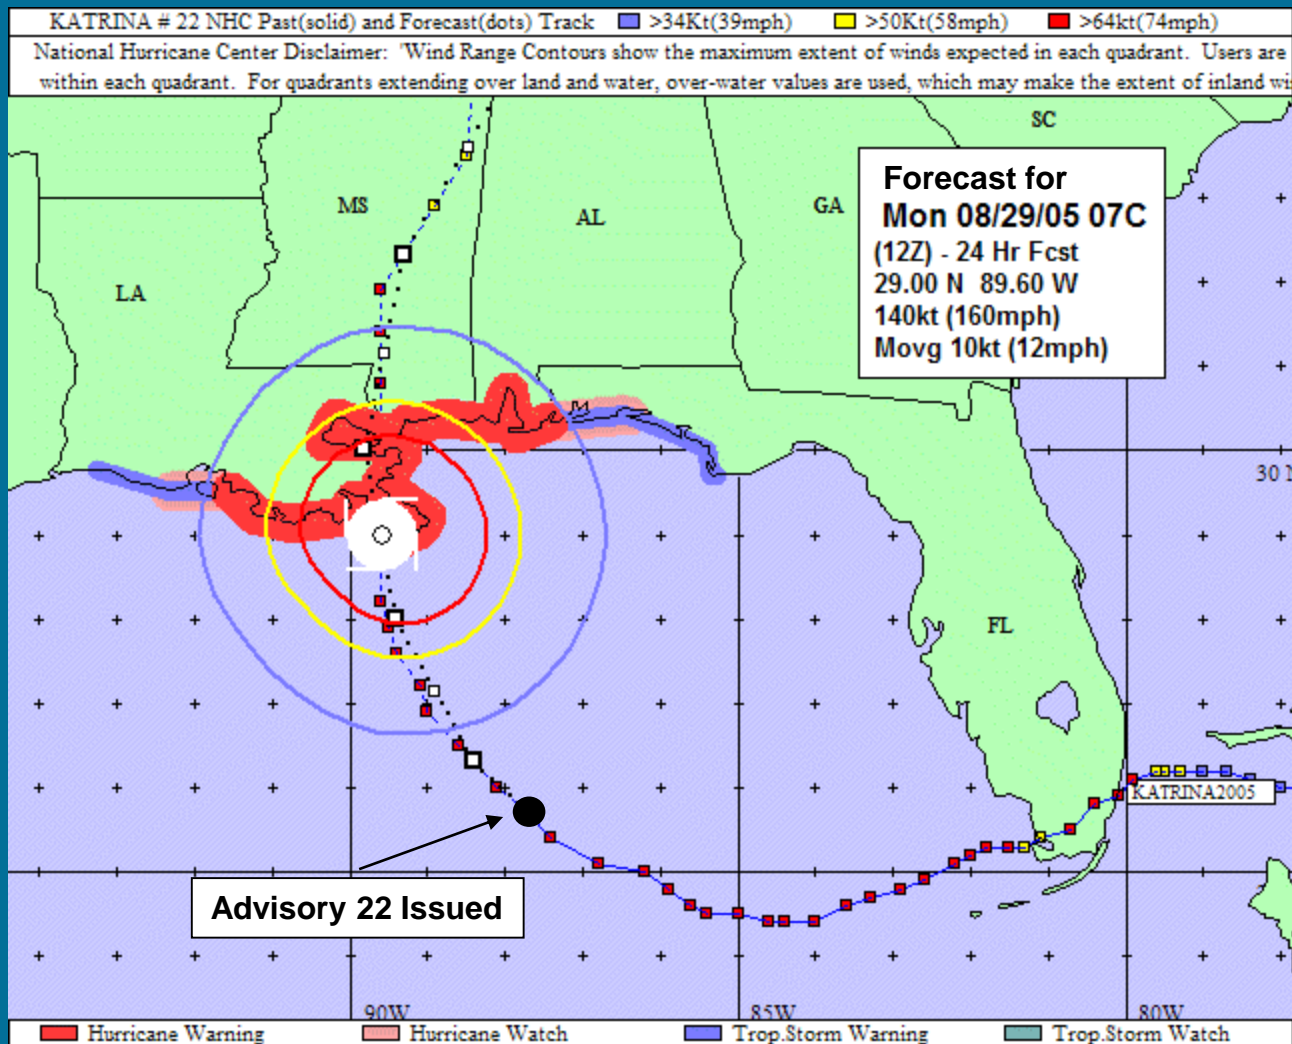 KATRINA # 22 NHC Past(solid) and Forecast(dots) Track >34Kt(39mph) >50Kt(58mph) >64kt(74mph)
National Hurricane Center Disclaimer: 'Wind Range Contours show the maximum extent of winds expected in each quadrant. Users are
within each quadrant. For quadrants extending over land and water, over-water values are used, which may make the extent of inland
SC
Forecast for
Mon 08/29/05 07C
(12Z) - 24 Hr Fcst
29.00 N 89.60 W
140kt (160mph)
Movg 10kt (12mph)
MS
AL
GA
LA
30
FL
KATRINA2005
Advisory 22 Issued
90W
85W
80W
Hurricane Warning Hurricane Watch Trop.Storm Warning Trop.Storm Watch